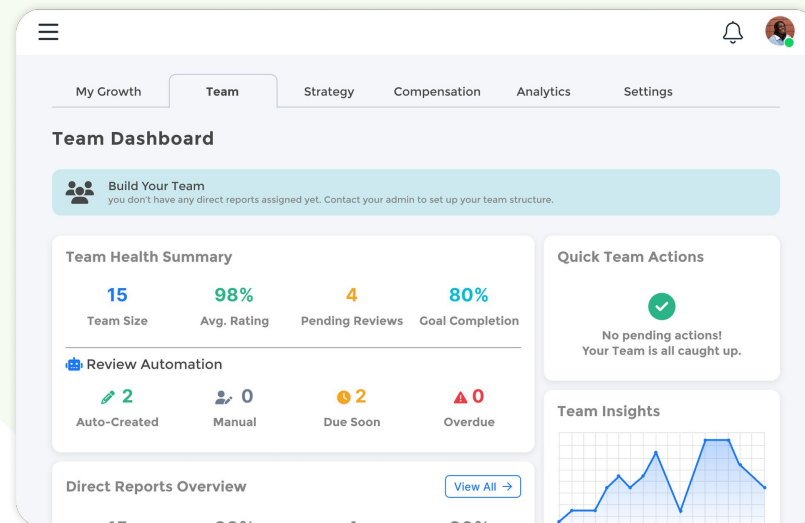 My Growth
Team
Strategy
Compensation
Analytics
Settings
Team Dashboard
Build Your Team
you don't have any direct reports assigned yet. Contact your admin to set up your team structure.
Team Health Summary
15
98%
4
80%
Team Size
Avg. Rating
Pending Reviews
Goal Completion
Review Automation
2
0
2
0
Auto-Created
Manual
Due Soon
Overdue
Quick Team Actions
No pending actions!
Your Team is all caught up.
Team Insights
Direct Reports Overview
View All →